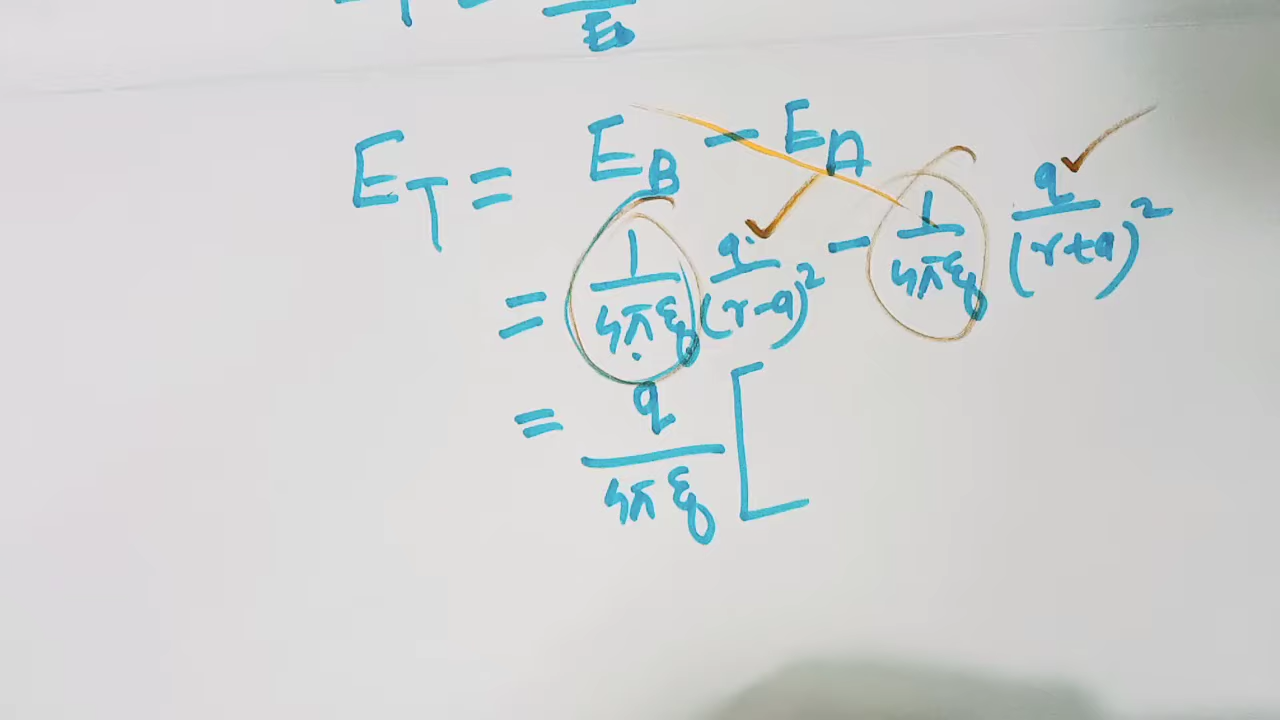 E_T = E_B - E_A
= 1/4πε₀ q/(r-a)² - 1/4πε₀ q/(r+a)²
= q/4πε₀ [